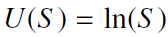 U(S) = ln(S)